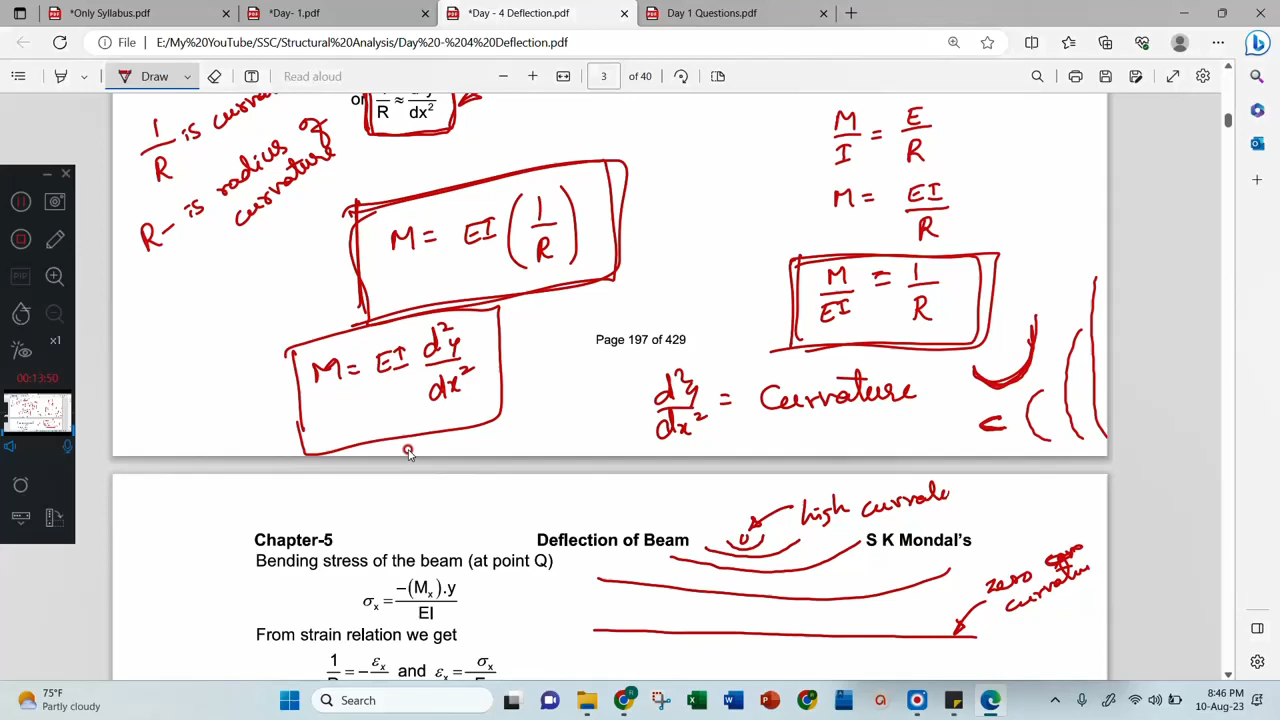 *Only Syllabus.pdf
*Day- 1.pdf
*Day - 4 Deflection.pdf
Day 1 Questions.pdf
File
E:/My%20YouTube/SSC/Structural%20Analysis/Day%20-%204%20Deflection.pdf
Draw
Read aloud
3 of 40
or 1/R ≈ d²y/dx²
1/R is
R - is radius of
curvature
M = EI (1/R)
M = EI d²y/dx²
M/I = E/R
M = EI/R
M/EI = 1/R
Page 197 of 429
d²y/dx² = Curvature
x1
00:13:50
high
Chapter-5
Deflection of Beam
S K Mondal's
Bending stress of the beam (at point Q)
σx = -(Mx).y/EI
zero
From strain relation we get
= - εx and εx = σx
75°F
Partly cloudy
Search
8:46 PM
10-Aug-23